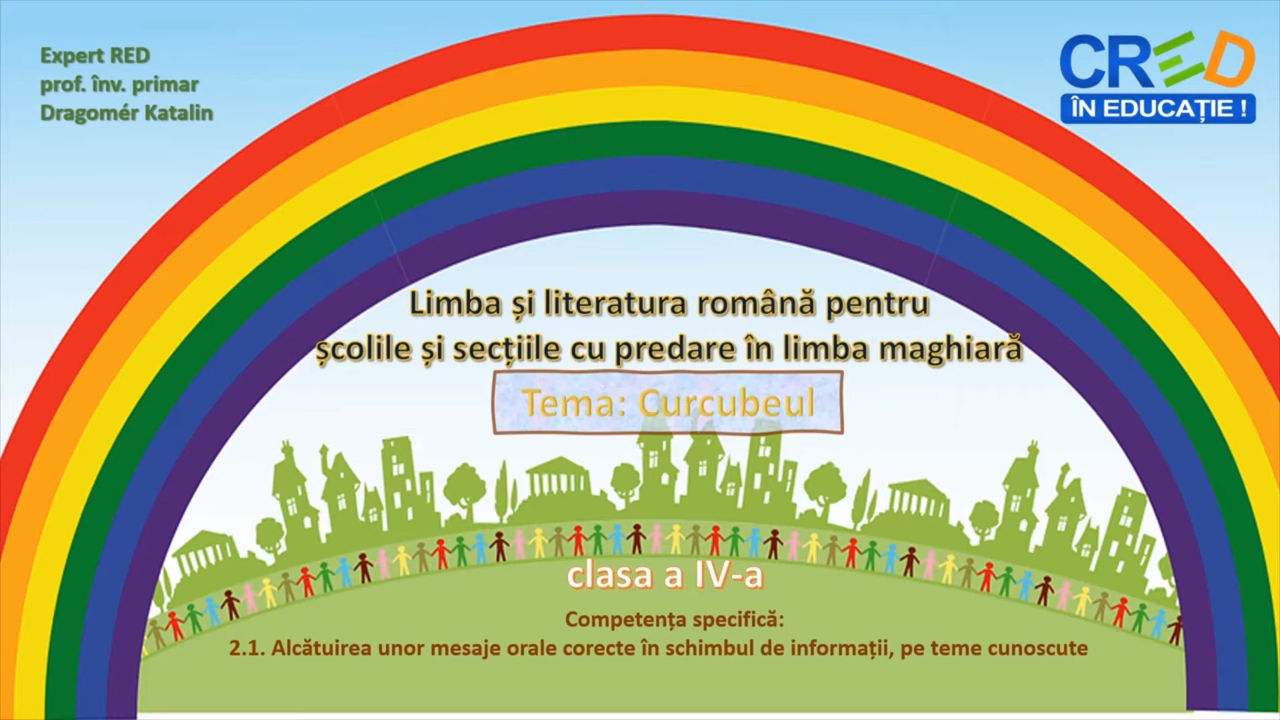 Expert RED
prof. înv. primar
Dragomér Katalin
CRED
ÎN EDUCAȚIE !
Limba și literatura română pentru
școlile și secțiile cu predare în limba maghiară
Tema: Curcubeul
clasa a IV-a
Competența specifică:
2.1. Alcătuirea unor mesaje orale corecte în schimbul de informații, pe teme cunoscute